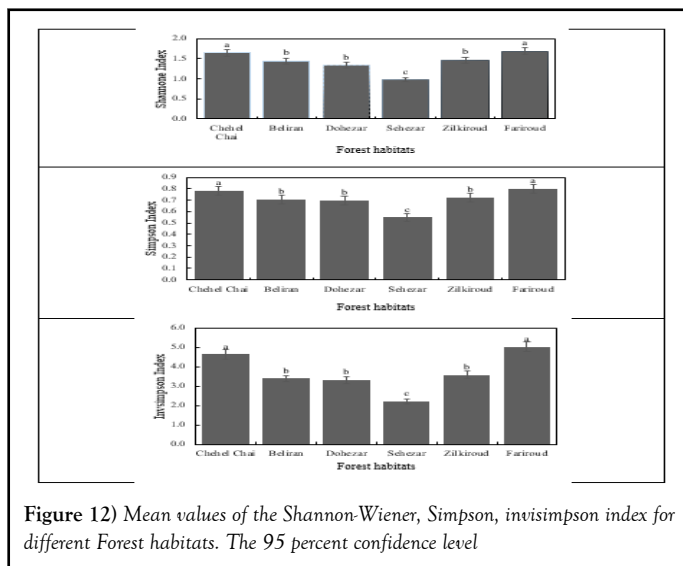 Shannone Index
2.0
1.5
1.0
0.5
0.0
a
b
b
c
b
a
Chehel Chai
Beliran
Dohezar
Sehezar
Zilkiroud
Fariroud
Forest habitats
Simpson Index
0.9
0.8
0.7
0.6
0.5
0.4
0.3
0.2
0.1
0.0
a
b
b
c
b
a
Chehel Chai
Beliran
Dohezar
Sehezar
Zilkiroud
Fariroud
Forest habitats
Invsimpson Index
6.0
5.0
4.0
3.0
2.0
1.0
0.0
a
b
b
c
b
a
Chehel Chai
Beliran
Dohezar
Sehezar
Zilkiroud
Fariroud
Forest habitats
Figure 12) Mean values of the Shannon-Wiener, Simpson, invisimpson index for
different Forest habitats. The 95 percent confidence level